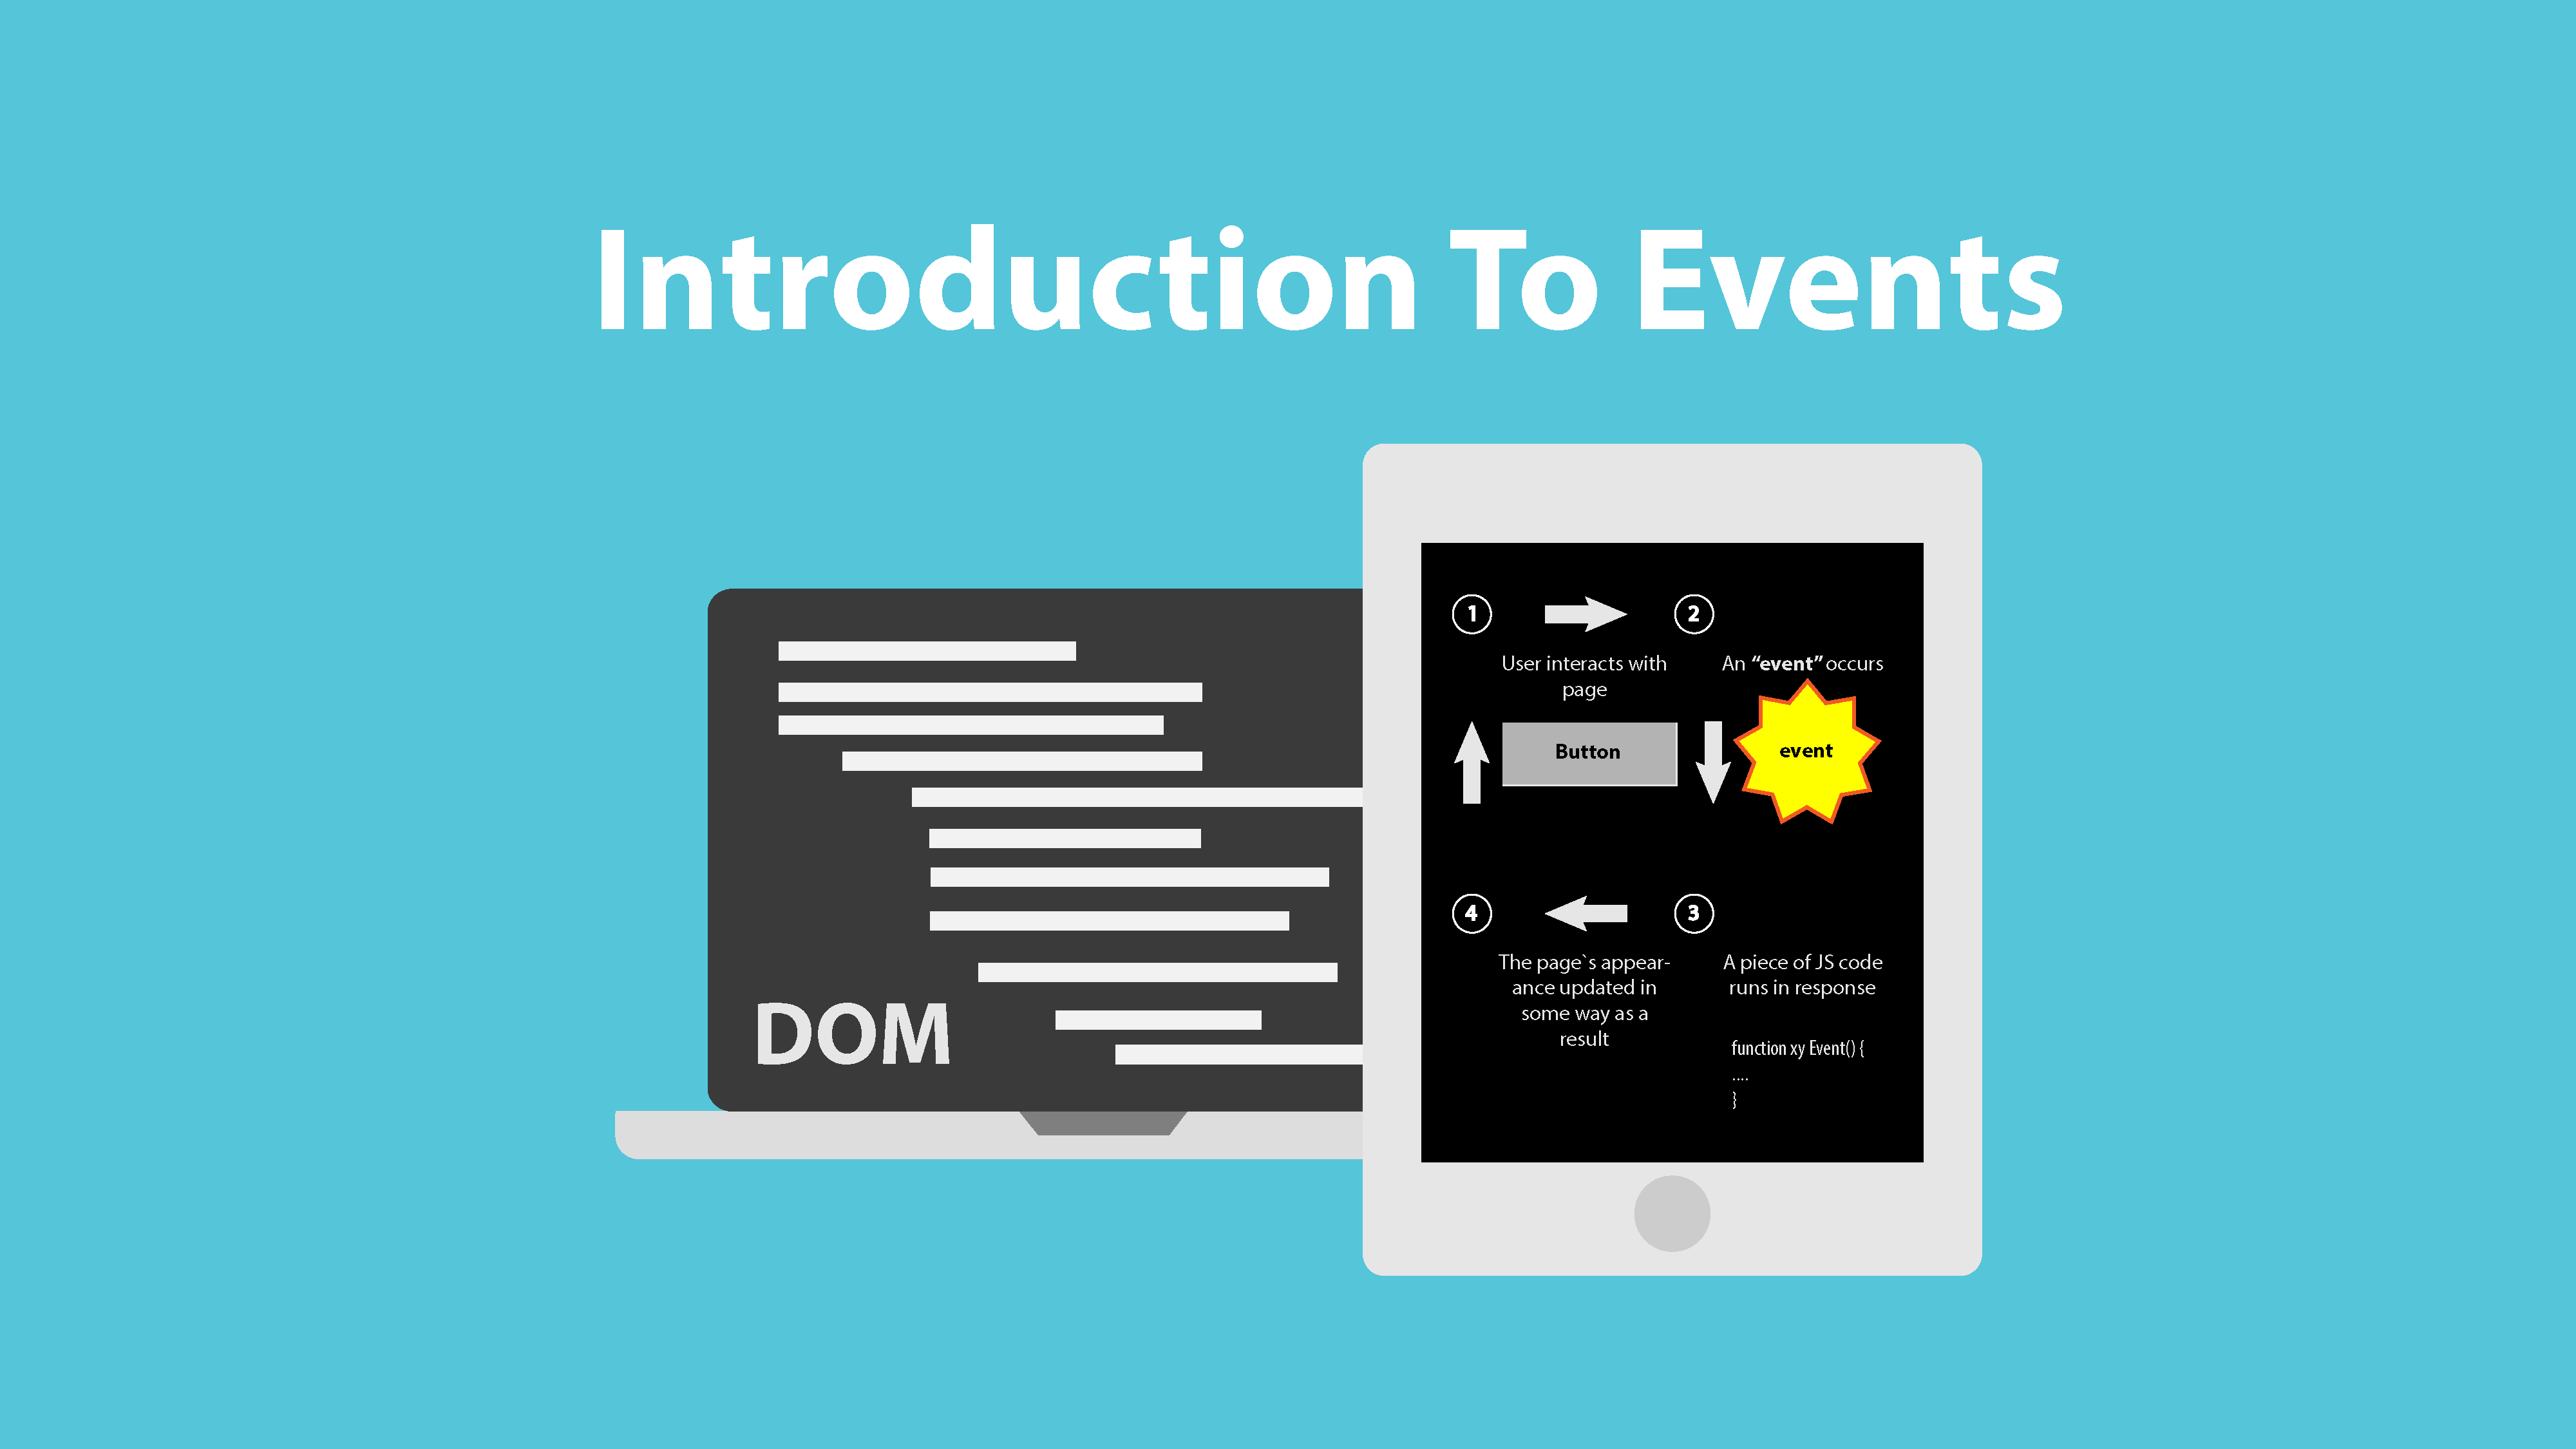 Introduction To Events
DOM
1
2
User interacts with
page
An “event” occurs
Button
event
4
3
The page`s appear-
ance updated in
some way as a
result
A piece of JS code
runs in response
function xy Event() {
....
}